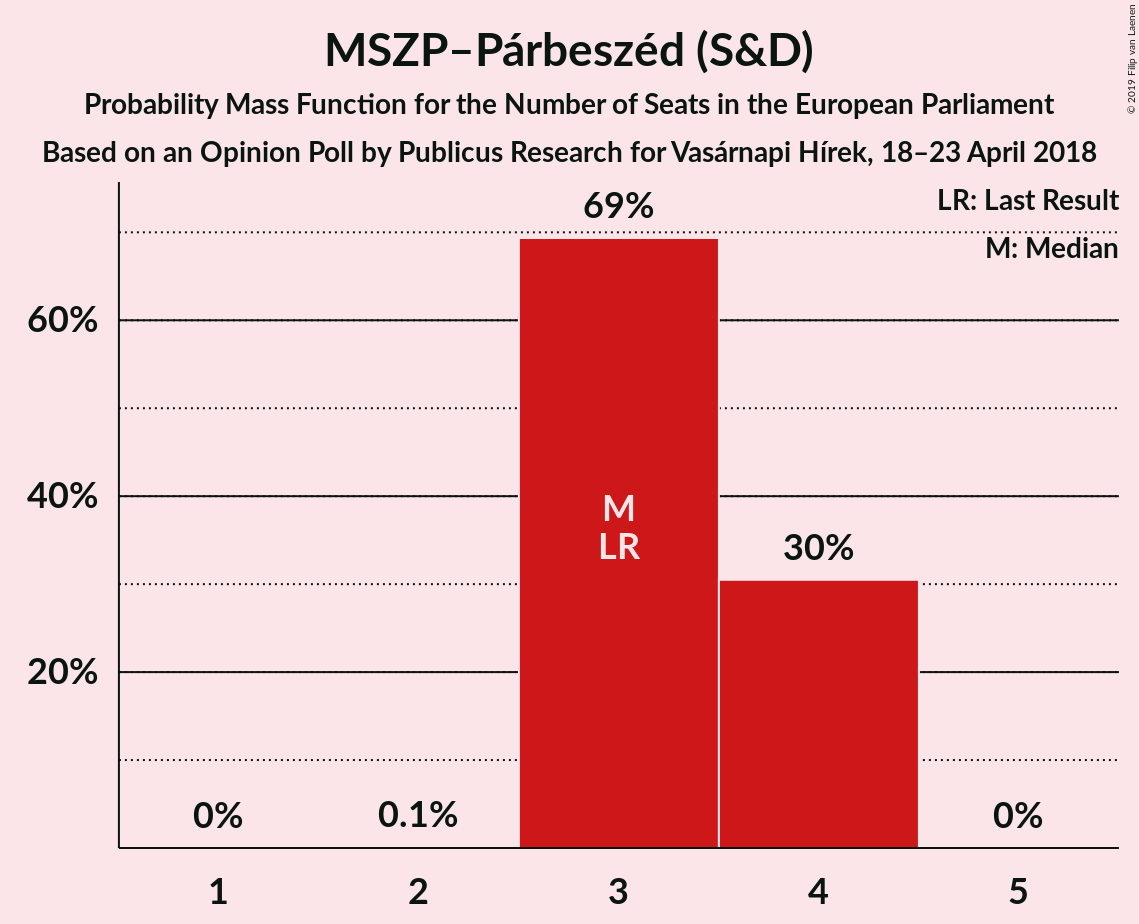 MSZP–Párbeszéd (S&D)
Probability Mass Function for the Number of Seats in the European Parliament
Based on an Opinion Poll by Publicus Research for Vasárnapi Hírek, 18–23 April 2018
© 2019 Filip van Laenen
LR: Last Result
M: Median
69%
60%
40%
M
LR
30%
20%
0%
0.1%
0%
1
2
3
4
5